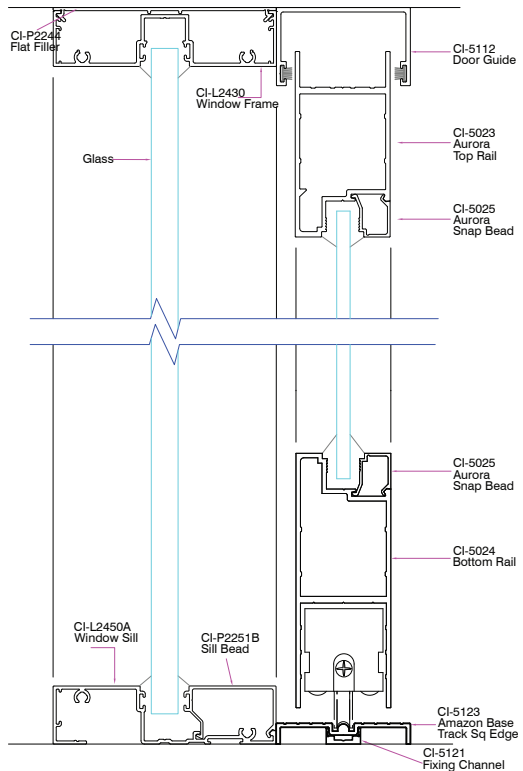 CI-P2244
Flat Filler
CI-5112
Door Guide
CI-L2430
Window Frame
CI-5023
Aurora
Top Rail
Glass
CI-5025
Aurora
Snap Bead
CI-5025
Aurora
Snap Bead
CI-5024
Bottom Rail
CI-L2450A
Window Sill
CI-P2251B
Sill Bead
CI-5123
Amazon Base
Track Sq Edge
CI-5121
Fixing Channel